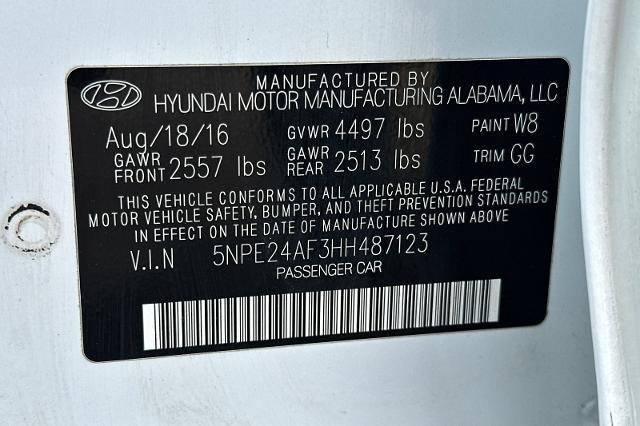 MANUFACTURED BY
HYUNDAI MOTOR MANUFACTURING ALABAMA, LLC
Aug/18/16 GVWR 4497 lbs PAINT W8
GAWR FRONT 2557 lbs GAWR REAR 2513 lbs TRIM GG
THIS VEHICLE CONFORMS TO ALL APPLICABLE U.S.A. FEDERAL
MOTOR VEHICLE SAFETY, BUMPER, AND THEFT PREVENTION STANDARDS
IN EFFECT ON THE DATE OF MANUFACTURE SHOWN ABOVE
V.I.N 5NPE24AF3HH487123
PASSENGER CAR